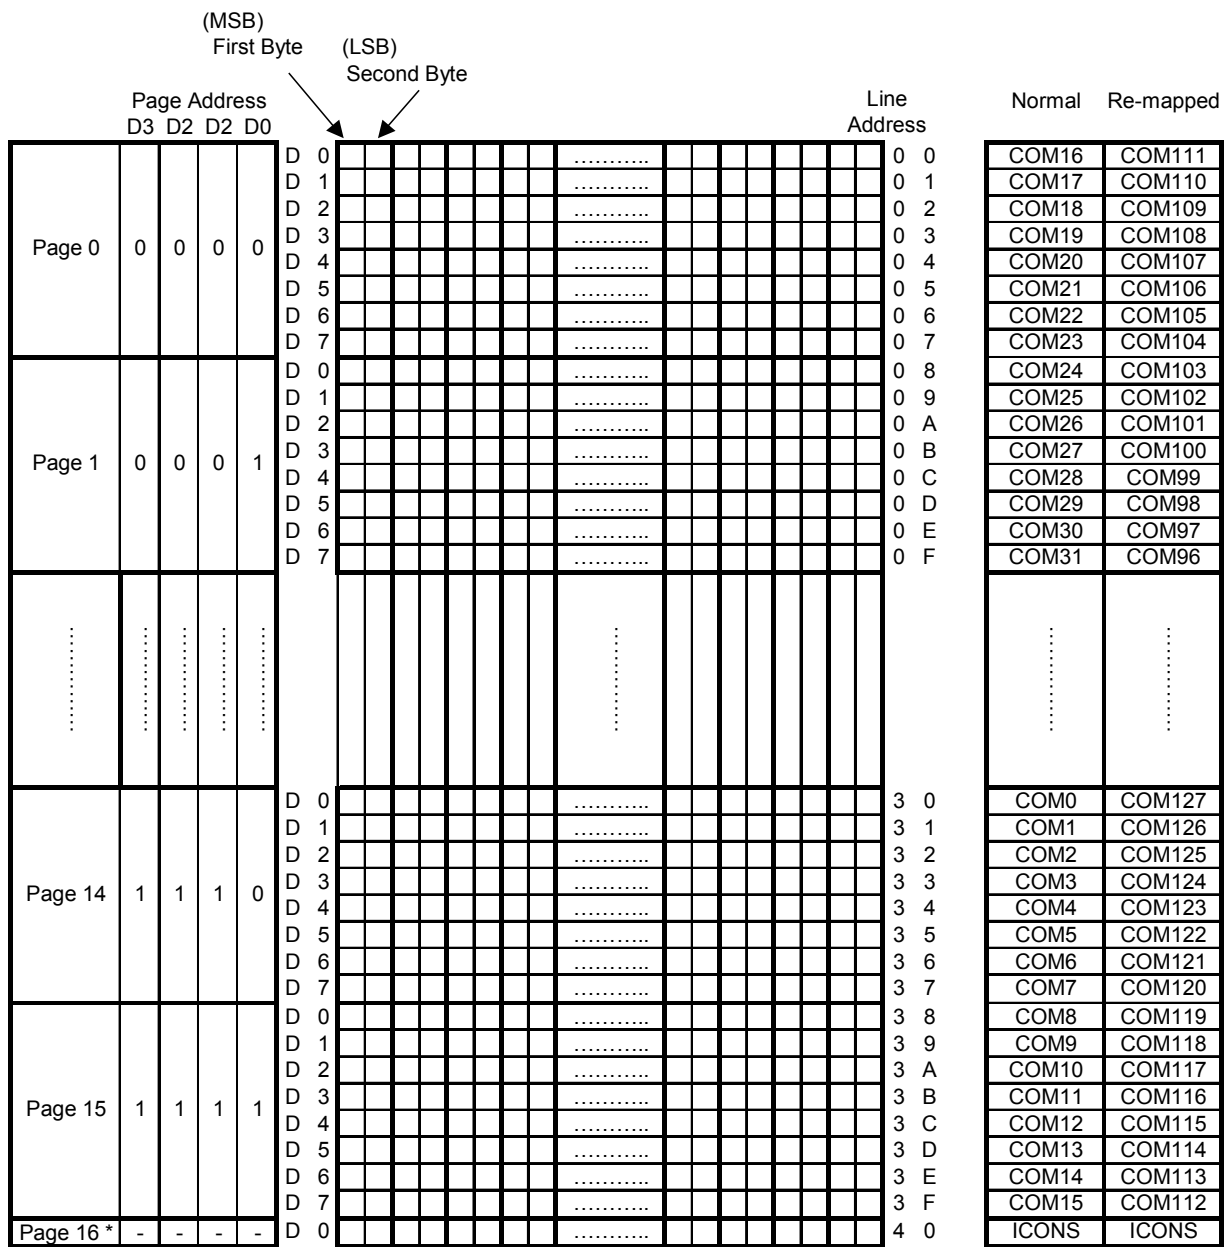 (MSB)
First Byte (LSB)
Second Byte
Page Address Line Normal Re-mapped
D3 D2 D2 D0 Address
D 0 ……….. 0 0 COM16 COM111
D 1 ……….. 0 1 COM17 COM110
D 2 ……….. 0 2 COM18 COM109
Page 0 0 0 0 0 D 3 ……….. 0 3 COM19 COM108
D 4 ……….. 0 4 COM20 COM107
D 5 ……….. 0 5 COM21 COM106
D 6 ……….. 0 6 COM22 COM105
D 7 ……….. 0 7 COM23 COM104
D 0 ……….. 0 8 COM24 COM103
D 1 ……….. 0 9 COM25 COM102
D 2 ……….. 0 A COM26 COM101
Page 1 0 0 0 1 D 3 ……….. 0 B COM27 COM100
D 4 ……….. 0 C COM28 COM99
D 5 ……….. 0 D COM29 COM98
D 6 ……….. 0 E COM30 COM97
D 7 ……….. 0 F COM31 COM96
……….. ……….. ……….. ……….. ……….. ……….. ……….. ………..
D 0 ……….. 3 0 COM0 COM127
D 1 ……….. 3 1 COM1 COM126
D 2 ……….. 3 2 COM2 COM125
Page 14 1 1 1 0 D 3 ……….. 3 3 COM3 COM124
D 4 ……….. 3 4 COM4 COM123
D 5 ……….. 3 5 COM5 COM122
D 6 ……….. 3 6 COM6 COM121
D 7 ……….. 3 7 COM7 COM120
D 0 ……….. 3 8 COM8 COM119
D 1 ……….. 3 9 COM9 COM118
D 2 ……….. 3 A COM10 COM117
Page 15 1 1 1 1 D 3 ……….. 3 B COM11 COM116
D 4 ……….. 3 C COM12 COM115
D 5 ……….. 3 D COM13 COM114
D 6 ……….. 3 E COM14 COM113
D 7 ……….. 3 F COM15 COM112
Page 16 * - - - - D 0 ……….. 4 0 ICONS ICONS